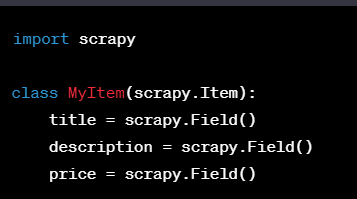 import scrapy

class MyItem(scrapy.Item):
    title = scrapy.Field()
    description = scrapy.Field()
    price = scrapy.Field()